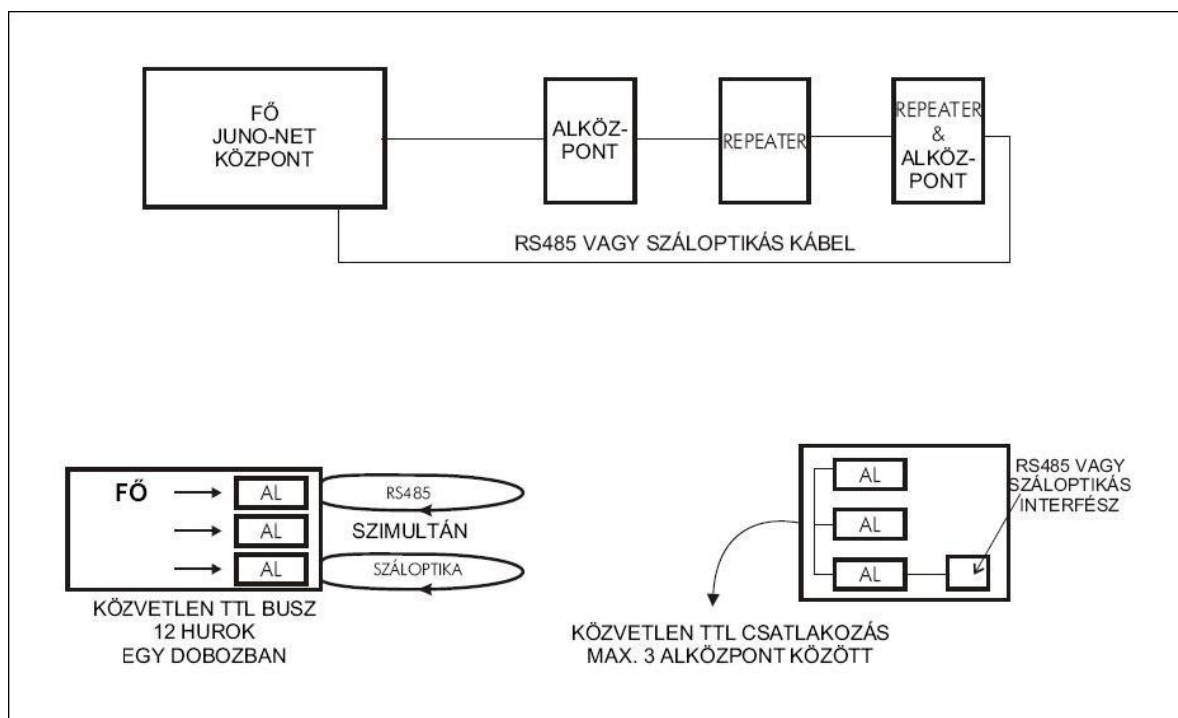 FŐ
JUNO-NET
KÖZPONT
ALKÖZ-
PONT
REPEATER
REPEATER
&
ALKÖZ-
PONT
RS485 VAGY SZÁLOPTIKÁS KÁBEL
FŐ
AL
AL
AL
RS485
SZIMULTÁN
SZÁLOPTIKA
KÖZVETLEN TTL BUSZ
12 HUROK
EGY DOBOZBAN
AL
AL
AL
RS485 VAGY
SZÁLOPTIKÁS
INTERFÉSZ
KÖZVETLEN TTL CSATLAKOZÁS
MAX. 3 ALKÖZPONT KÖZÖTT